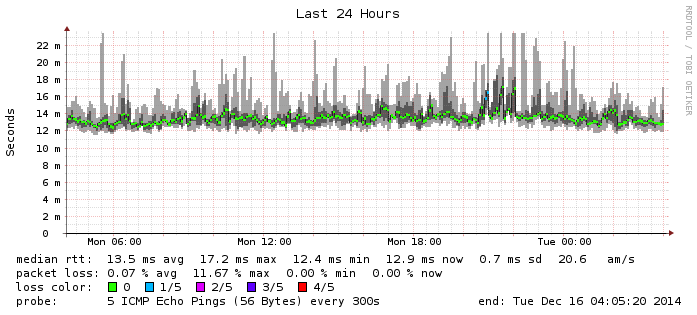 Last 24 Hours
RRDTOOL / TOBI OETIKER
Seconds
22 m
20 m
18 m
16 m
14 m
12 m
10 m
8 m
6 m
4 m
2 m
0
Mon 06:00 Mon 12:00 Mon 18:00 Tue 00:00
median rtt: 13.5 ms avg 17.2 ms max 12.4 ms min 12.9 ms now 0.7 ms sd 20.6 am/s
packet loss: 0.07 % avg 11.67 % max 0.00 % min 0.00 % now
loss color: 0 1/5 2/5 3/5 4/5
probe: 5 ICMP Echo Pings (56 Bytes) every 300s end: Tue Dec 16 04:05:20 2014